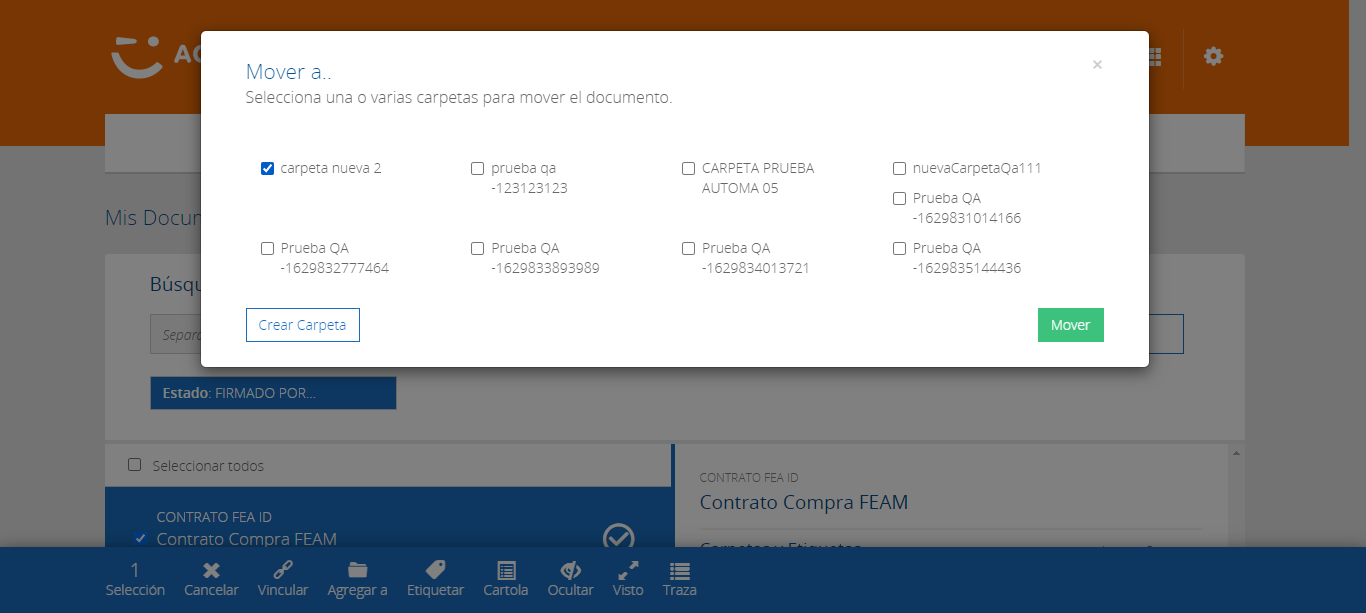 Mover a..
×
Selecciona una o varias carpetas para mover el documento.
carpeta nueva 2
prueba qa
-123123123
CARPETA PRUEBA
AUTOMA 05
nuevaCarpetaQa111
Prueba QA
-1629831014166
Prueba QA
-1629832777464
Prueba QA
-1629833893989
Prueba QA
-1629834013721
Prueba QA
-1629835144436
Crear Carpeta
Mover
Mis Docum
Búsqu
Separa
Estado: FIRMADO POR...
Seleccionar todos
CONTRATO FEA ID
Contrato Compra FEAM
CONTRATO FEA ID
Contrato Compra FEAM
Carpetas y Etiquetas
1
Selección
Cancelar
Vincular
Agregar a
Etiquetar
Cartola
Ocultar
Visto
Traza